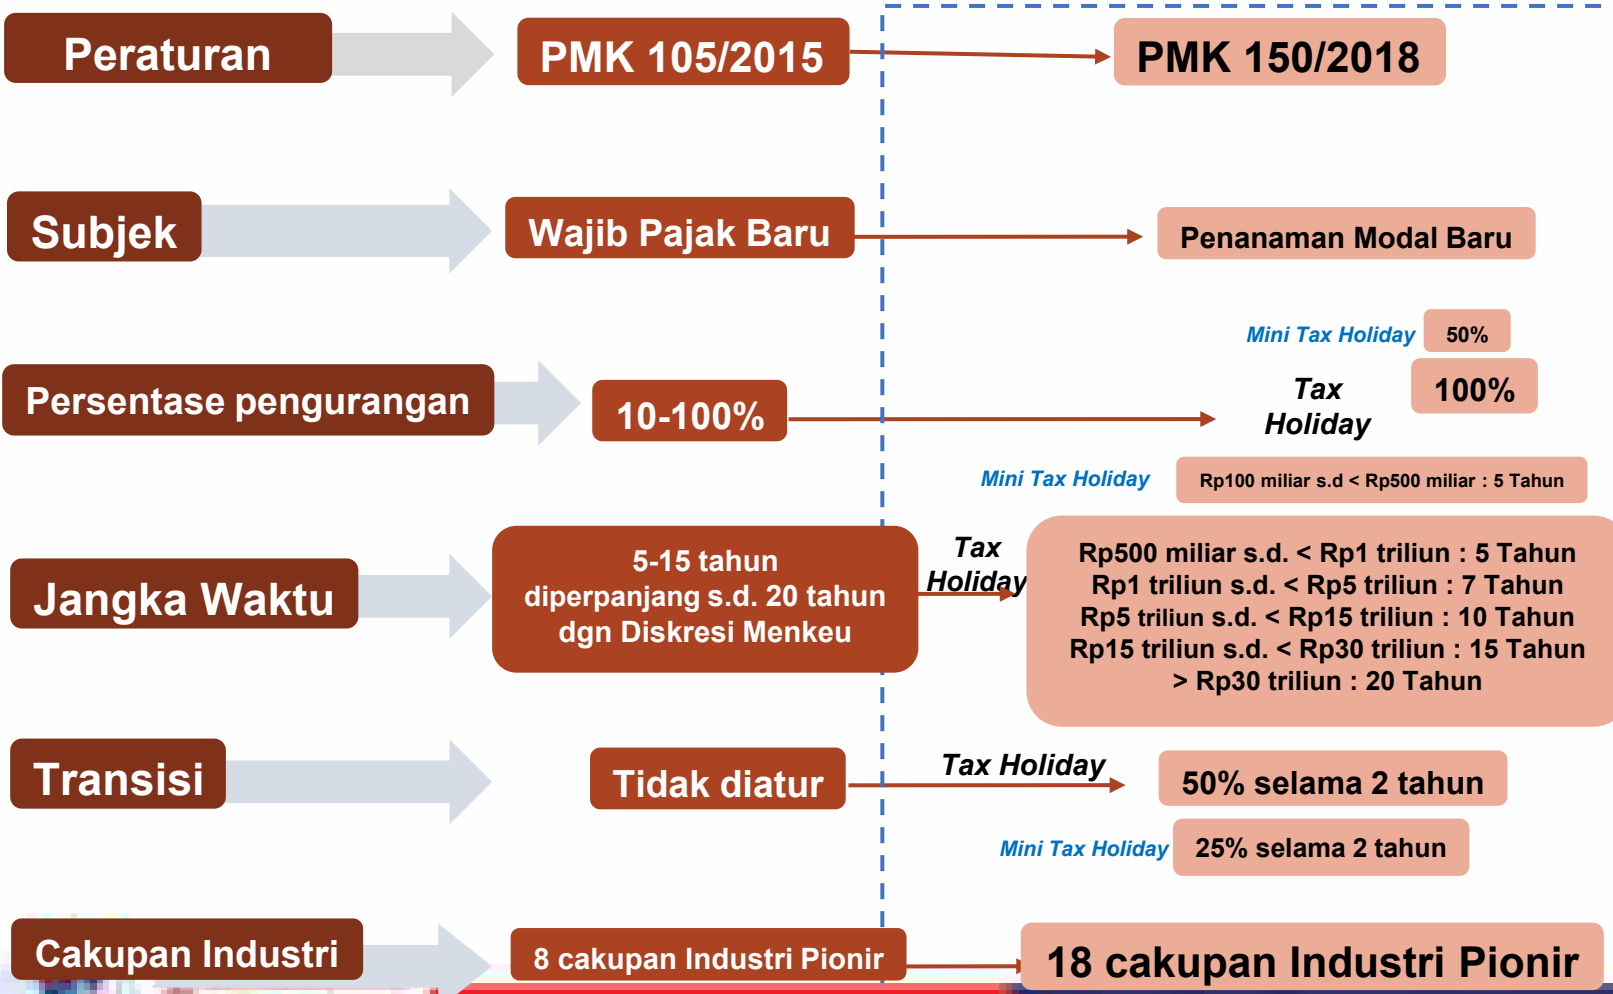 Peraturan
PMK 105/2015
PMK 150/2018
Subjek
Wajib Pajak Baru
Penanaman Modal Baru
Mini Tax Holiday
50%
Persentase pengurangan
10-100%
Tax
Holiday
100%
Mini Tax Holiday
Rp100 miliar s.d < Rp500 miliar : 5 Tahun
Jangka Waktu
5-15 tahun
diperpanjang s.d. 20 tahun
dgn Diskresi Menkeu
Tax
Holiday
Rp500 miliar s.d. < Rp1 triliun : 5 Tahun
Rp1 triliun s.d. < Rp5 triliun : 7 Tahun
Rp5 triliun s.d. < Rp15 triliun : 10 Tahun
Rp15 triliun s.d. < Rp30 triliun : 15 Tahun
> Rp30 triliun : 20 Tahun
Transisi
Tidak diatur
Tax Holiday
50% selama 2 tahun
Mini Tax Holiday
25% selama 2 tahun
Cakupan Industri
8 cakupan Industri Pionir
18 cakupan Industri Pionir